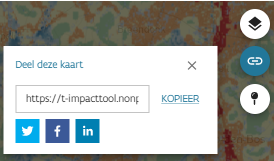 Deel deze kaart
https://t-impacttool.nonp
KOPIEER